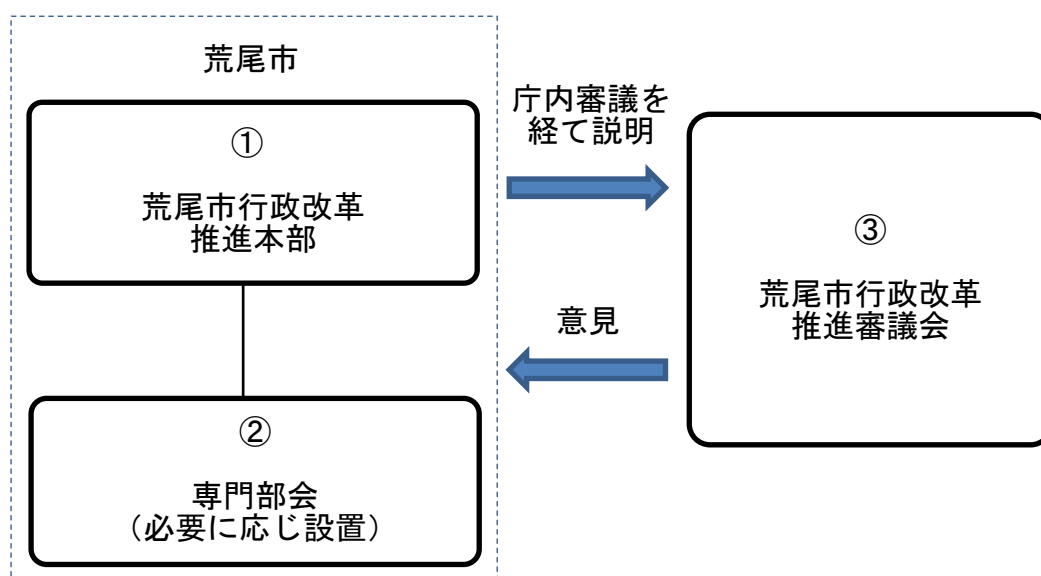 荒尾市
①
荒尾市行政改革
推進本部
②
専門部会
(必要に応じ設置)
庁内審議を
経て説明
意見
③
荒尾市行政改革
推進審議会